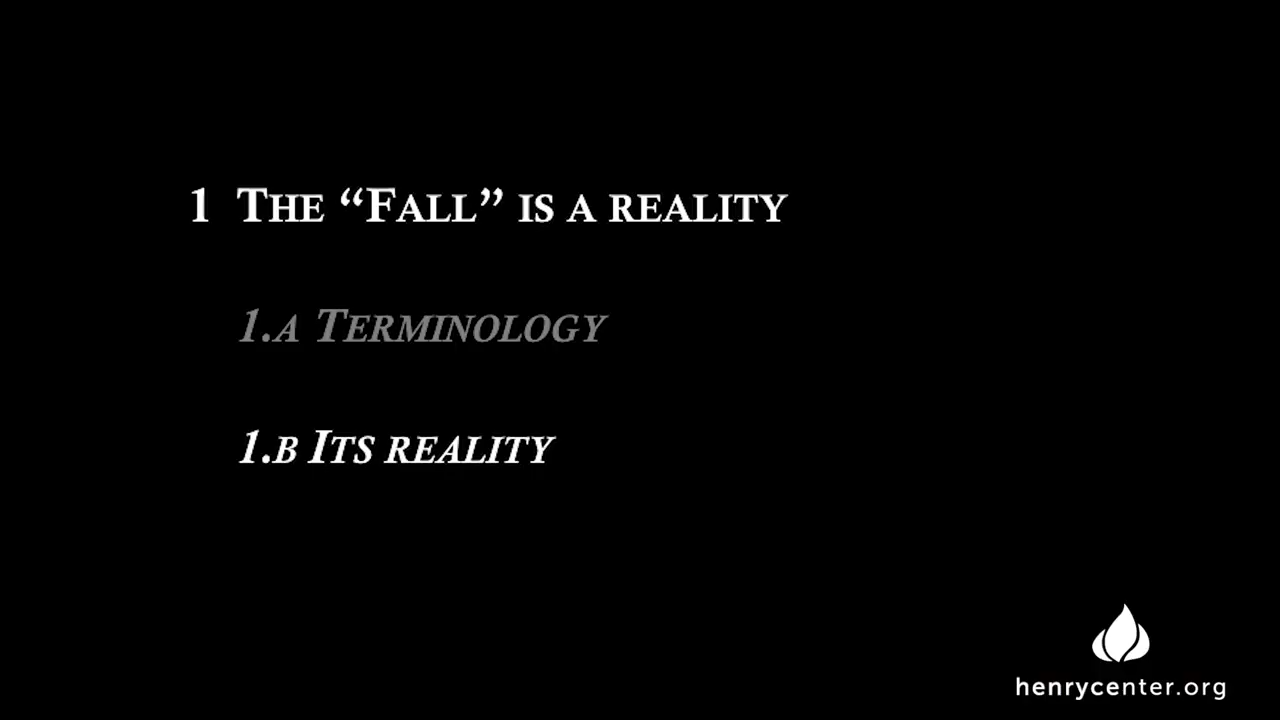 1 The “Fall” is a reality
1.a Terminology
1.b Its reality
henrycenter.org